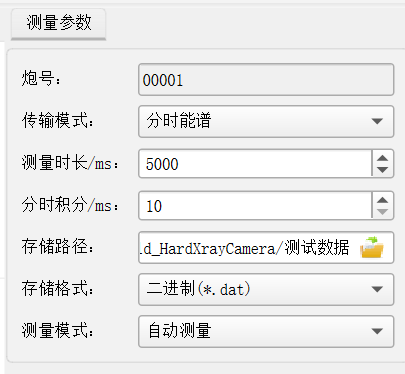 测量参数
炮号： 00001
传输模式： 分时能谱
测量时长/ms： 5000
分时积分/ms： 10
存储路径： .d_HardXrayCamera/测试数据
存储格式： 二进制(*.dat)
测量模式： 自动测量